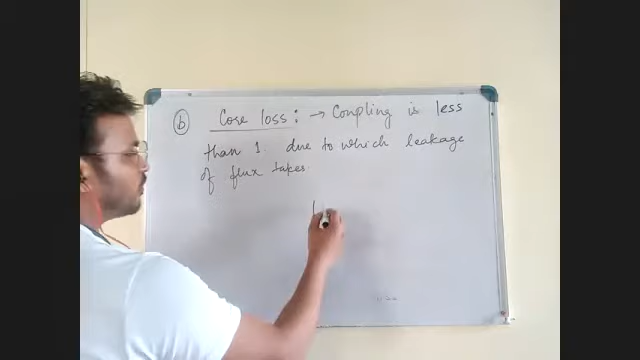 (b) Core loss: → Coupling is less
than 1 due to which leakage
of flux takes